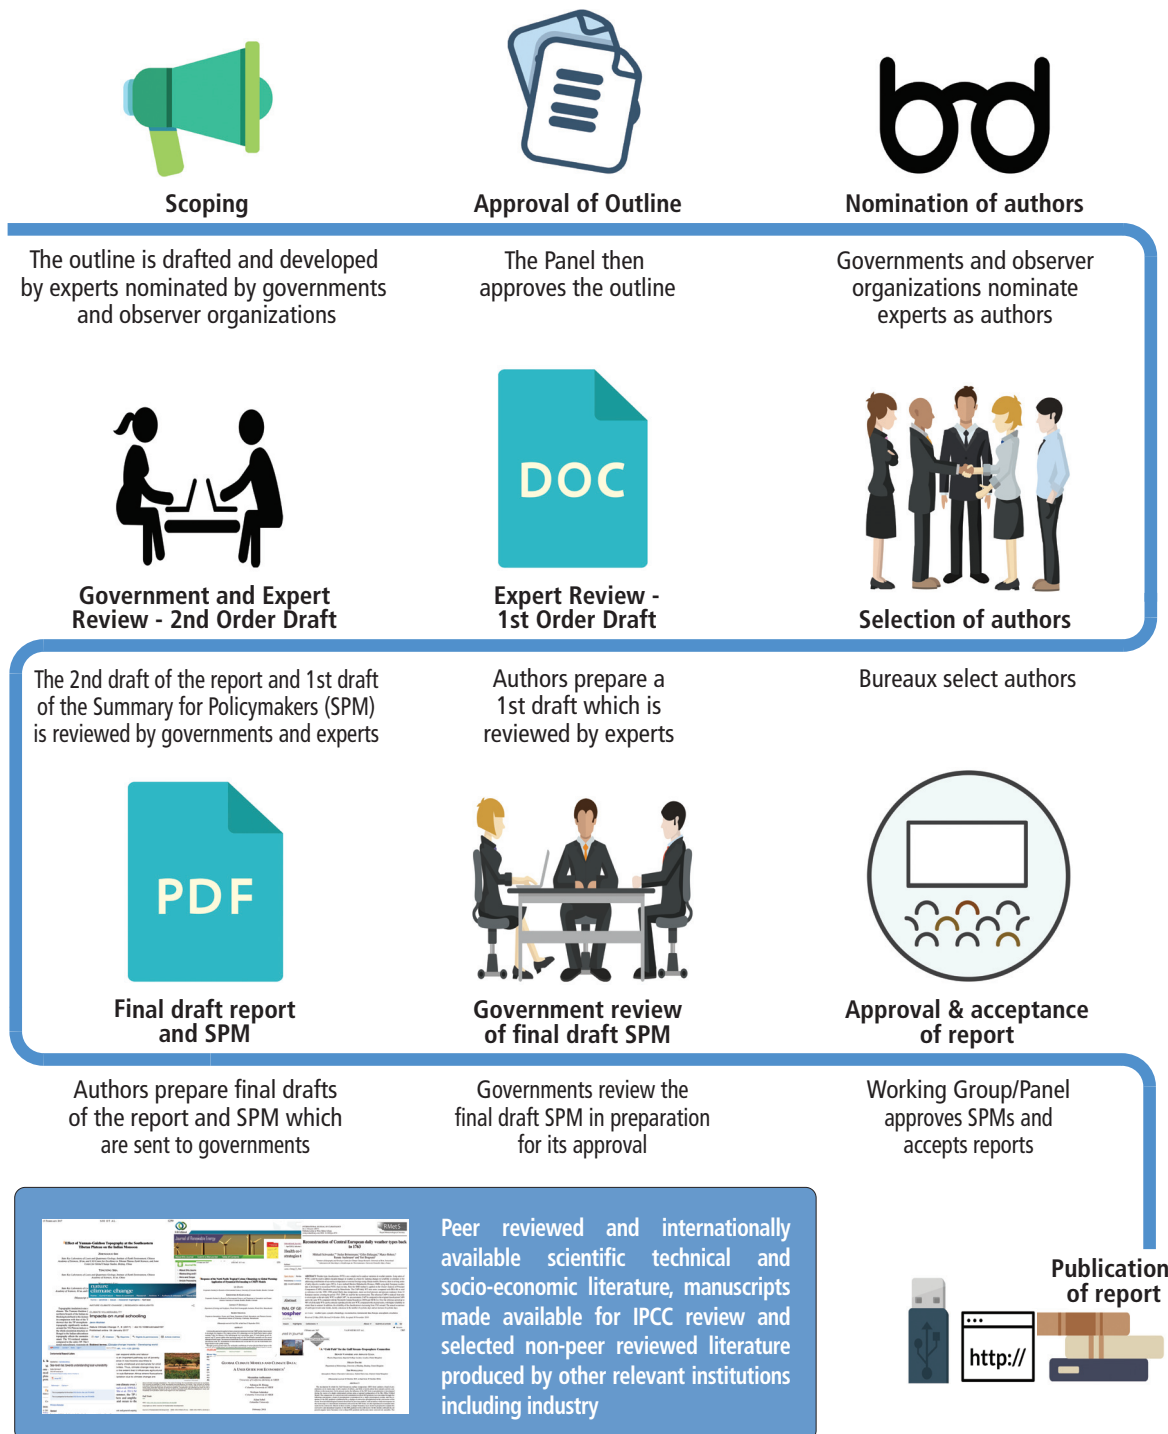 Scoping
Approval of Outline
Nomination of authors
The outline is drafted and developed
by experts nominated by governments
and observer organizations
The Panel then
approves the outline
Governments and observer
organizations nominate
experts as authors
DOC
Government and Expert
Review - 2nd Order Draft
Expert Review -
1st Order Draft
Selection of authors
The 2nd draft of the report and 1st draft
of the Summary for Policymakers (SPM)
is reviewed by governments and experts
Authors prepare a
1st draft which is
reviewed by experts
Bureaux select authors
PDF
Final draft report
and SPM
Government review
of final draft SPM
Approval & acceptance
of report
Authors prepare final drafts
of the report and SPM which
are sent to governments
Governments review the
final draft SPM in preparation
for its approval
Working Group/Panel
approves SPMs and
accepts reports
Peer reviewed and internationally
available scientific technical and
socio-economic literature, manuscripts
made available for IPCC review and
selected non-peer reviewed literature
produced by other relevant institutions
including industry
climate change
Impacts on rural schooling
Publication
of report
http://